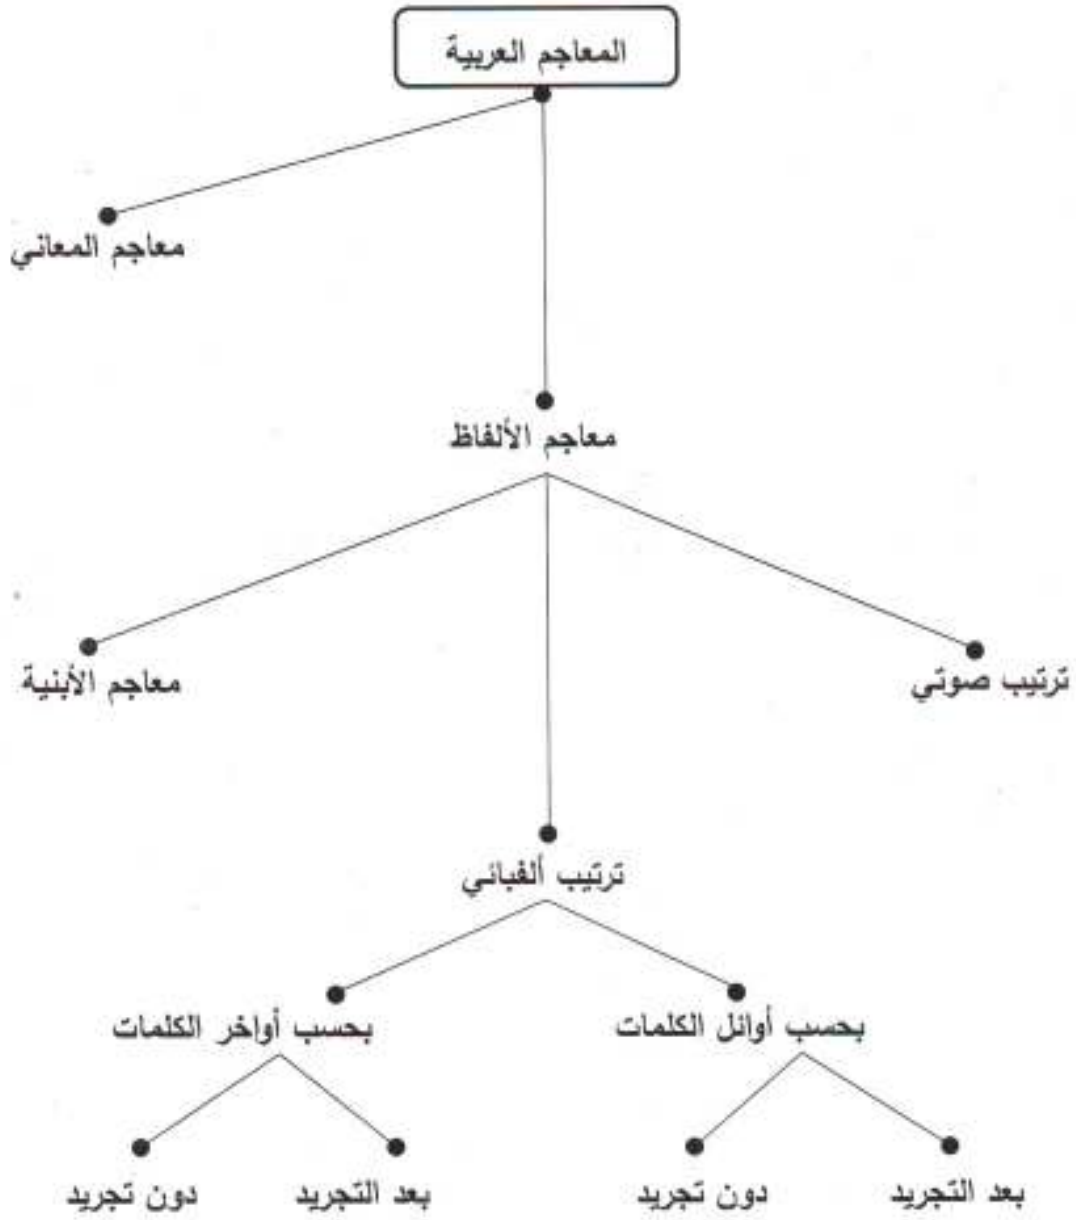 المعاجم العربية
معاجم المعاني
معاجم الألفاظ
ترتيب صوتي
معاجم الأبنية
ترتيب ألفبائي
بحسب أوائل الكلمات
بحسب أواخر الكلمات
بعد التجريد
دون تجريد
بعد التجريد
دون تجريد